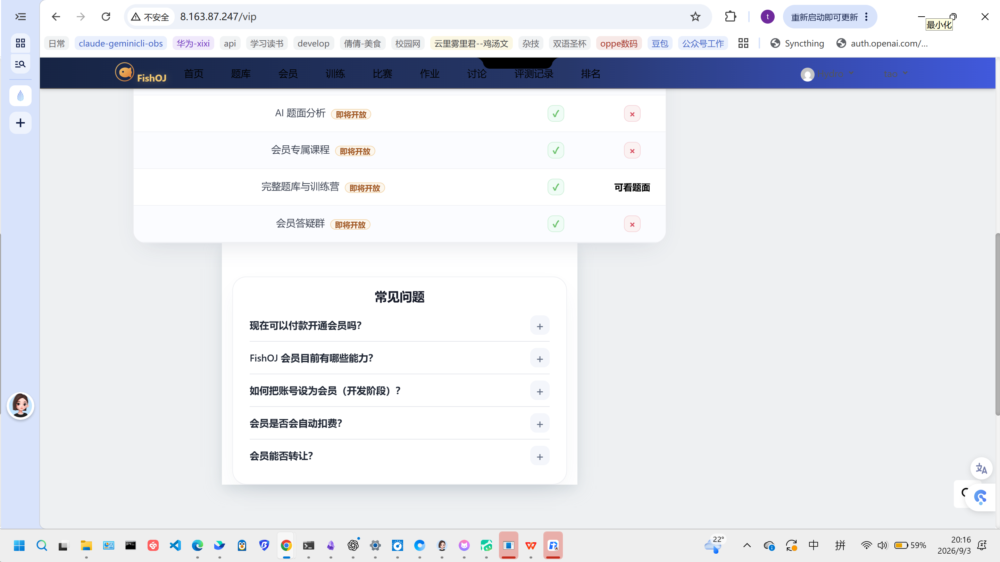 不安全 8.163.87.247/vip
t
重新启动即可更新
最小化
日常 claude-geminicli-obs 华为-xixi api 学习读书 develop 倩倩-美食 校园网 云里雾里君--鸡汤文 杂技 双语圣杯 oppe数码 豆包 公众号工作 Syncthing auth.openai.com/...
FishOJ 首页 题库 会员 训练 比赛 作业 讨论 评测记录 排名 Hydro tao
AI 题面分析 即将开放 ✓ ×
会员专属课程 即将开放 ✓ ×
完整题库与训练营 即将开放 ✓ 可看题面
会员答疑群 即将开放 ✓ ×
常见问题
现在可以付款开通会员吗？ +
FishOJ 会员目前有哪些能力？ +
如何把账号设为会员（开发阶段）？ +
会员是否会自动扣费？ +
会员能否转让？ +
22°
中 拼 59%
20:16
2026/9/3